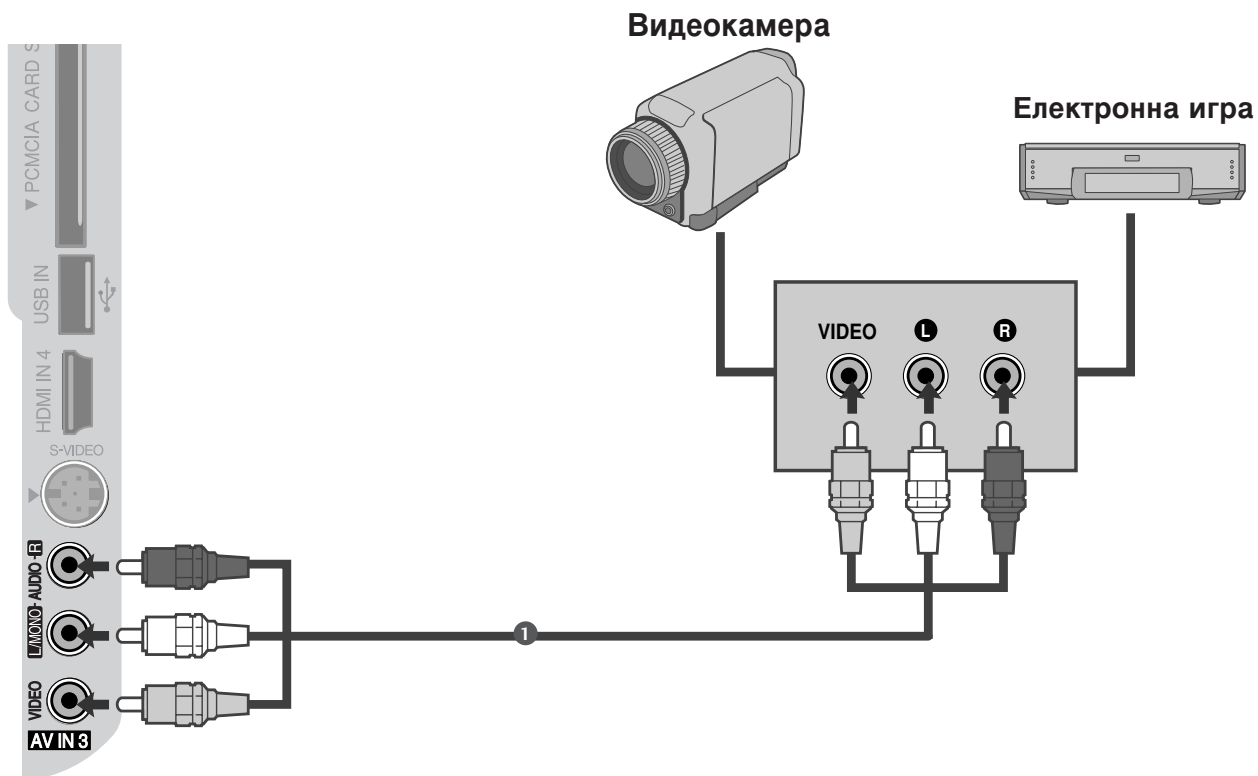 Видеокамера
Електронна игра
▼ PCMCIA CARD S
USB IN
HDMI IN 4
S-VIDEO
AUDIO -R
L/MONO-
VIDEO
AV IN 3
VIDEO
L
R
1